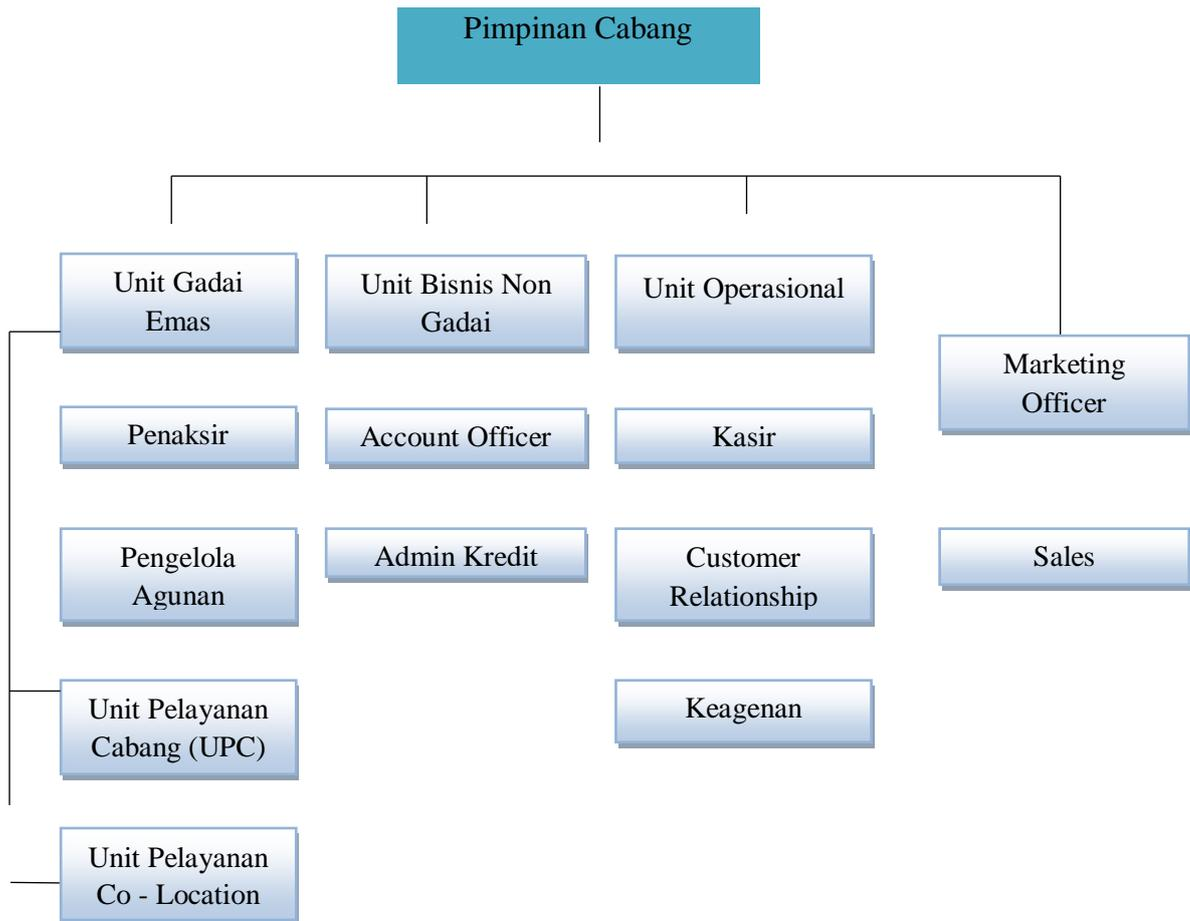 Pimpinan Cabang
Unit Gadai
Emas
Unit Bisnis Non
Gadai
Unit Operasional
Marketing
Officer
Penaksir
Account Officer
Kasir
Pengelola
Agunan
Admin Kredit
Customer
Relationship
Sales
Unit Pelayanan
Cabang (UPC)
Keagenan
Unit Pelayanan
Co - Location